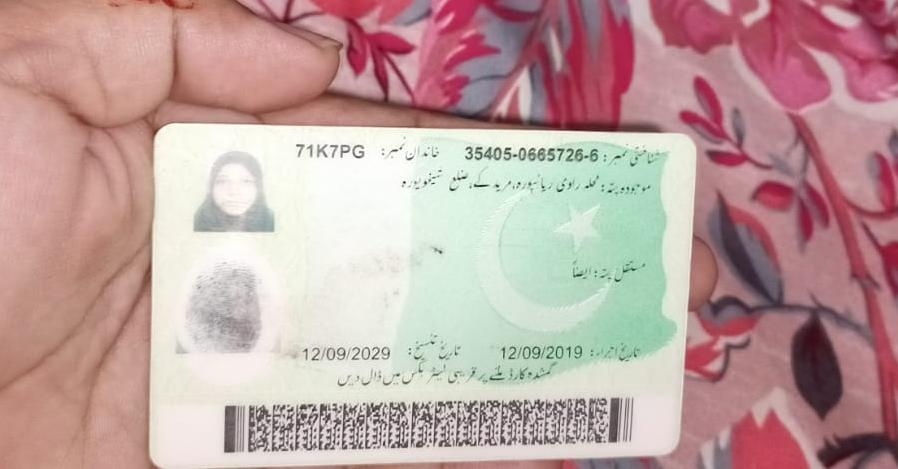 شناختی نمبر: 35405-0665726-6 خاندان نمبر: 71K7PG
موجودہ پتہ: محلہ راوی ریانپورہ، مریدکے، ضلع شیخوپورہ
مستقل پتہ: ایضاً
تاریخ اجراء: 12/09/2019 تاریخ تنسیخ: 12/09/2029
گمشدہ کارڈ ملنے پر قریبی لیٹر بکس میں ڈال دیں